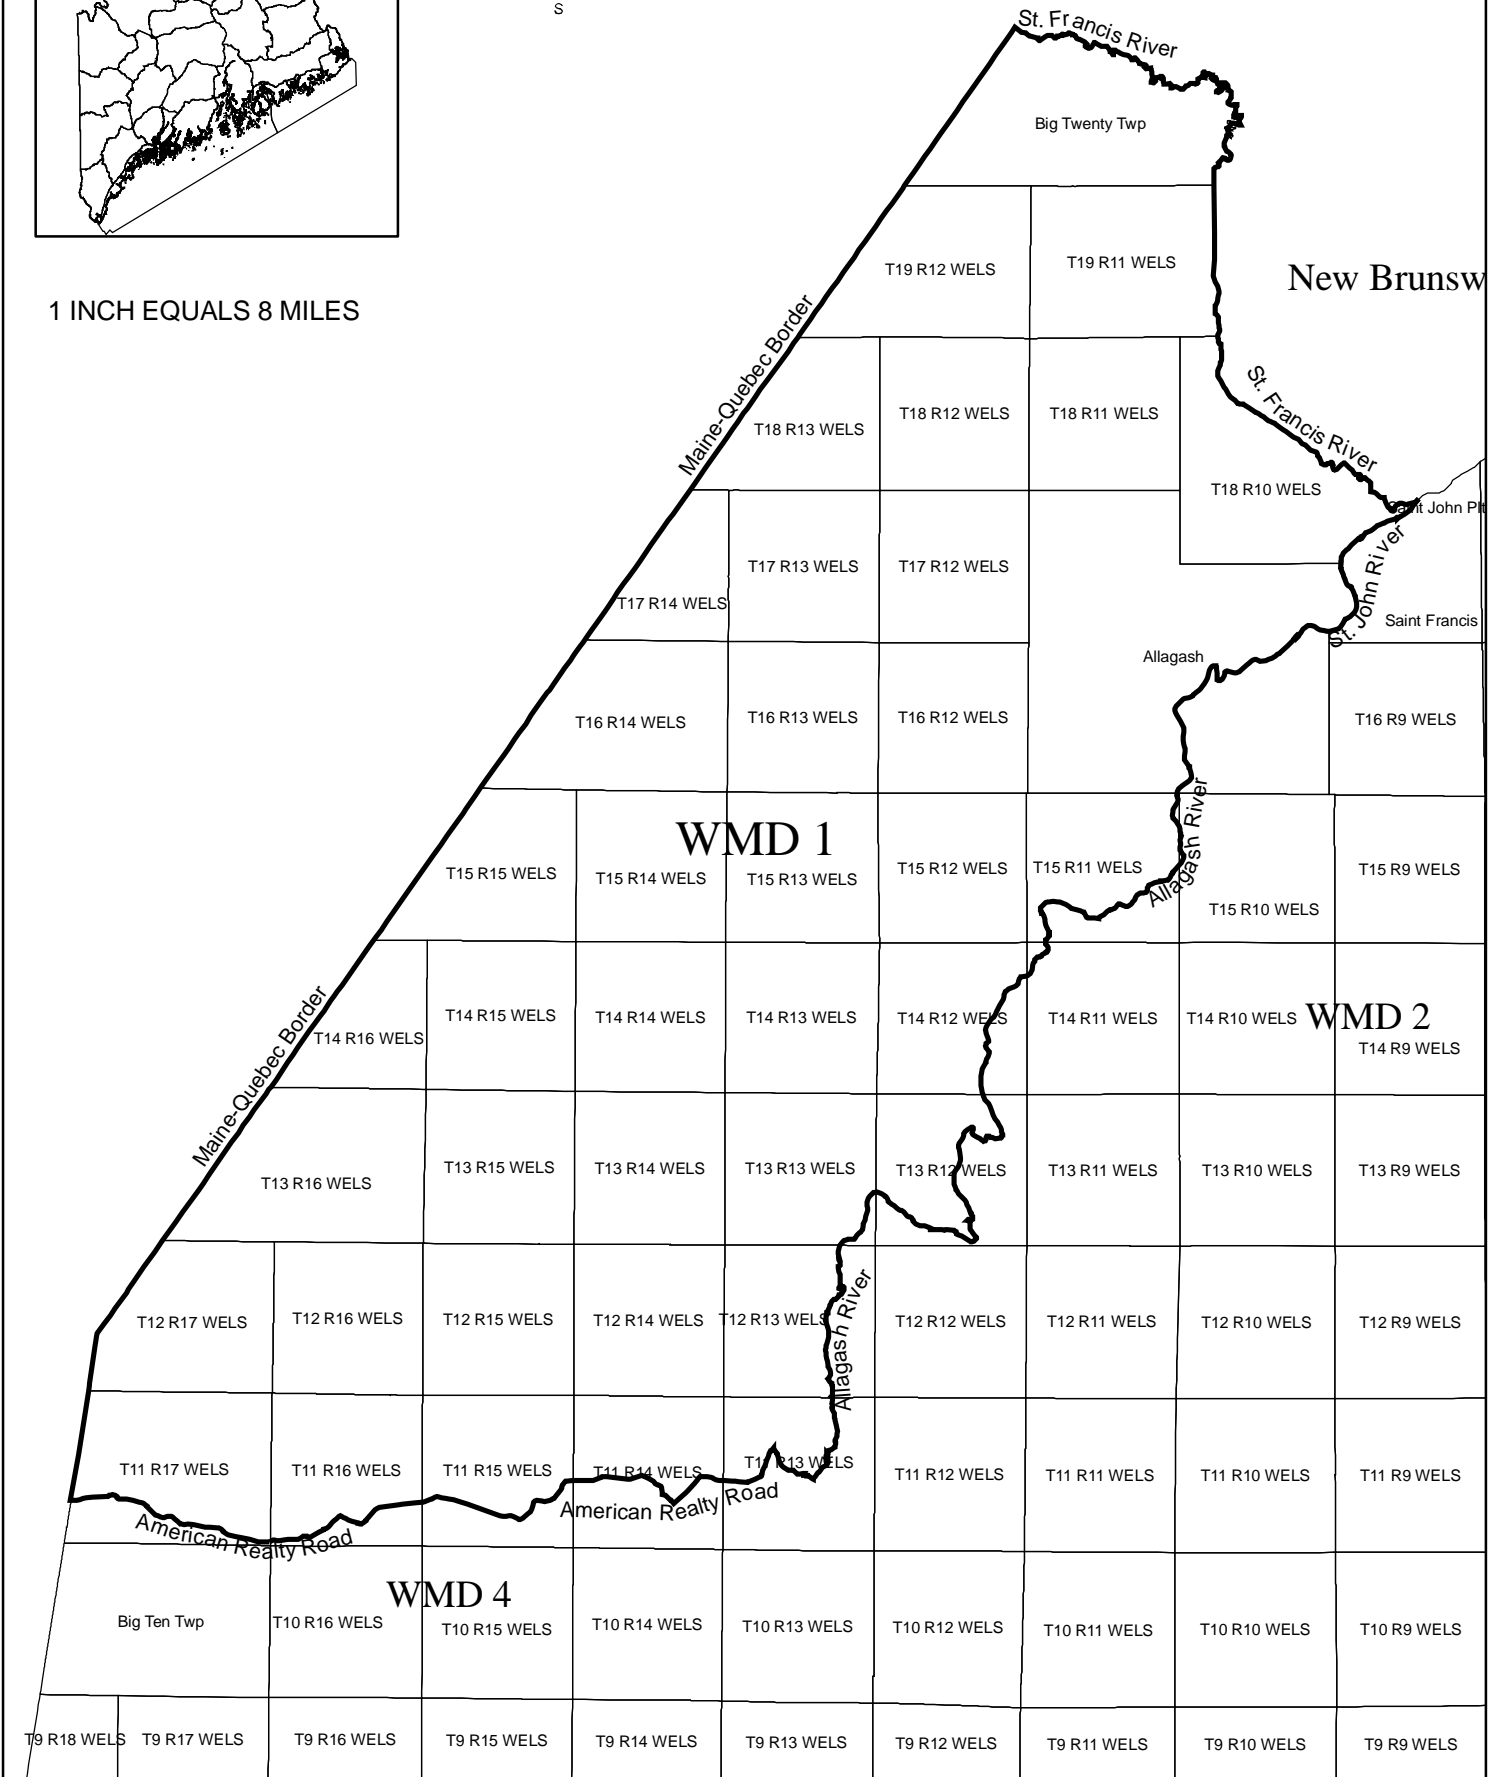 S
St. Francis River
Big Twenty Twp
T19 R12 WELS
T19 R11 WELS
New Brunsw
1 INCH EQUALS 8 MILES
Maine-Quebec Border
St. Francis River
T18 R13 WELS
T18 R12 WELS
T18 R11 WELS
T18 R10 WELS
Saint John Plt
St. John River
T17 R14 WELS
T17 R13 WELS
T17 R12 WELS
Saint Francis
Allagash
T16 R14 WELS
T16 R13 WELS
T16 R12 WELS
T16 R9 WELS
Allagash River
WMD 1
T15 R15 WELS
T15 R14 WELS
T15 R13 WELS
T15 R12 WELS
T15 R11 WELS
T15 R10 WELS
T15 R9 WELS
Maine-Quebec Border
T14 R16 WELS
T14 R15 WELS
T14 R14 WELS
T14 R13 WELS
T14 R12 WELS
T14 R11 WELS
T14 R10 WELS
WMD 2
T14 R9 WELS
T13 R16 WELS
T13 R15 WELS
T13 R14 WELS
T13 R13 WELS
T13 R12 WELS
T13 R11 WELS
T13 R10 WELS
T13 R9 WELS
T12 R17 WELS
T12 R16 WELS
T12 R15 WELS
T12 R14 WELS
T12 R13 WELS
Allagash River
T12 R12 WELS
T12 R11 WELS
T12 R10 WELS
T12 R9 WELS
T11 R17 WELS
T11 R16 WELS
T11 R15 WELS
T11 R14 WELS
T11 R13 WELS
T11 R12 WELS
T11 R11 WELS
T11 R10 WELS
T11 R9 WELS
American Realty Road
American Realty Road
WMD 4
Big Ten Twp
T10 R16 WELS
T10 R15 WELS
T10 R14 WELS
T10 R13 WELS
T10 R12 WELS
T10 R11 WELS
T10 R10 WELS
T10 R9 WELS
T9 R18 WELS
T9 R17 WELS
T9 R16 WELS
T9 R15 WELS
T9 R14 WELS
T9 R13 WELS
T9 R12 WELS
T9 R11 WELS
T9 R10 WELS
T9 R9 WELS